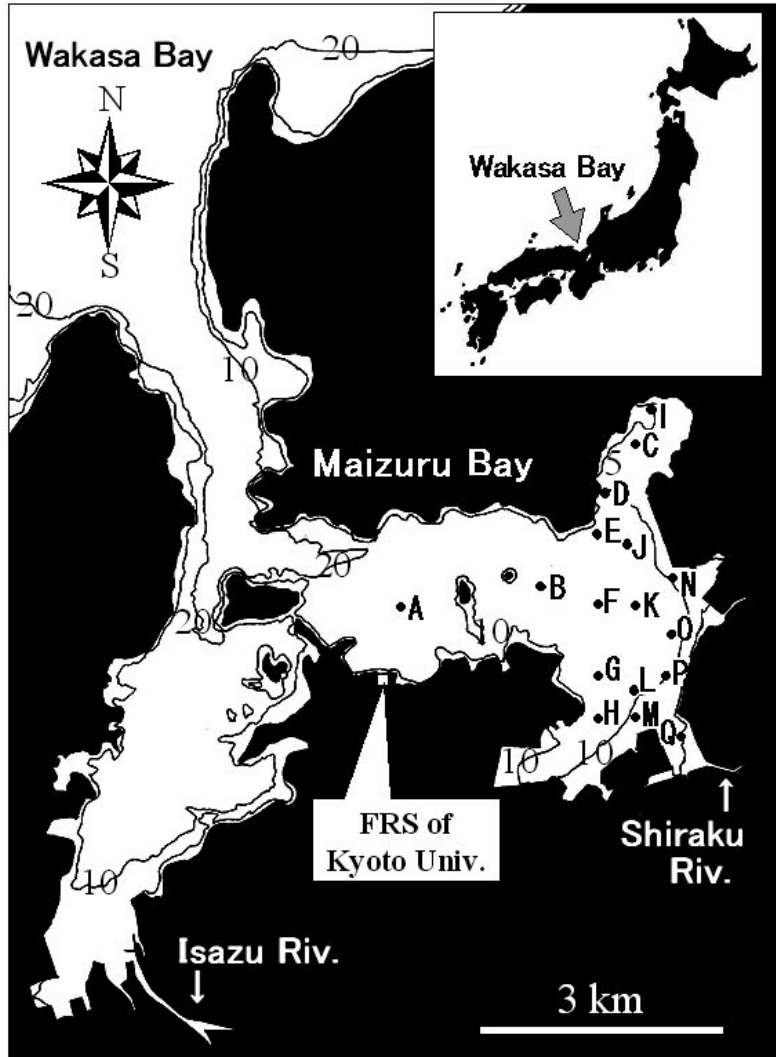 Wakasa Bay
20
N
S
Wakasa Bay
20
10
I
C
5
D
Maizuru Bay
E
J
20
N
B
A
F
K
20
10
O
G
P
L
H
M
Q
10
10
FRS of
Kyoto Univ.
Shiraku
Riv.
10
Isazu Riv.
3 km